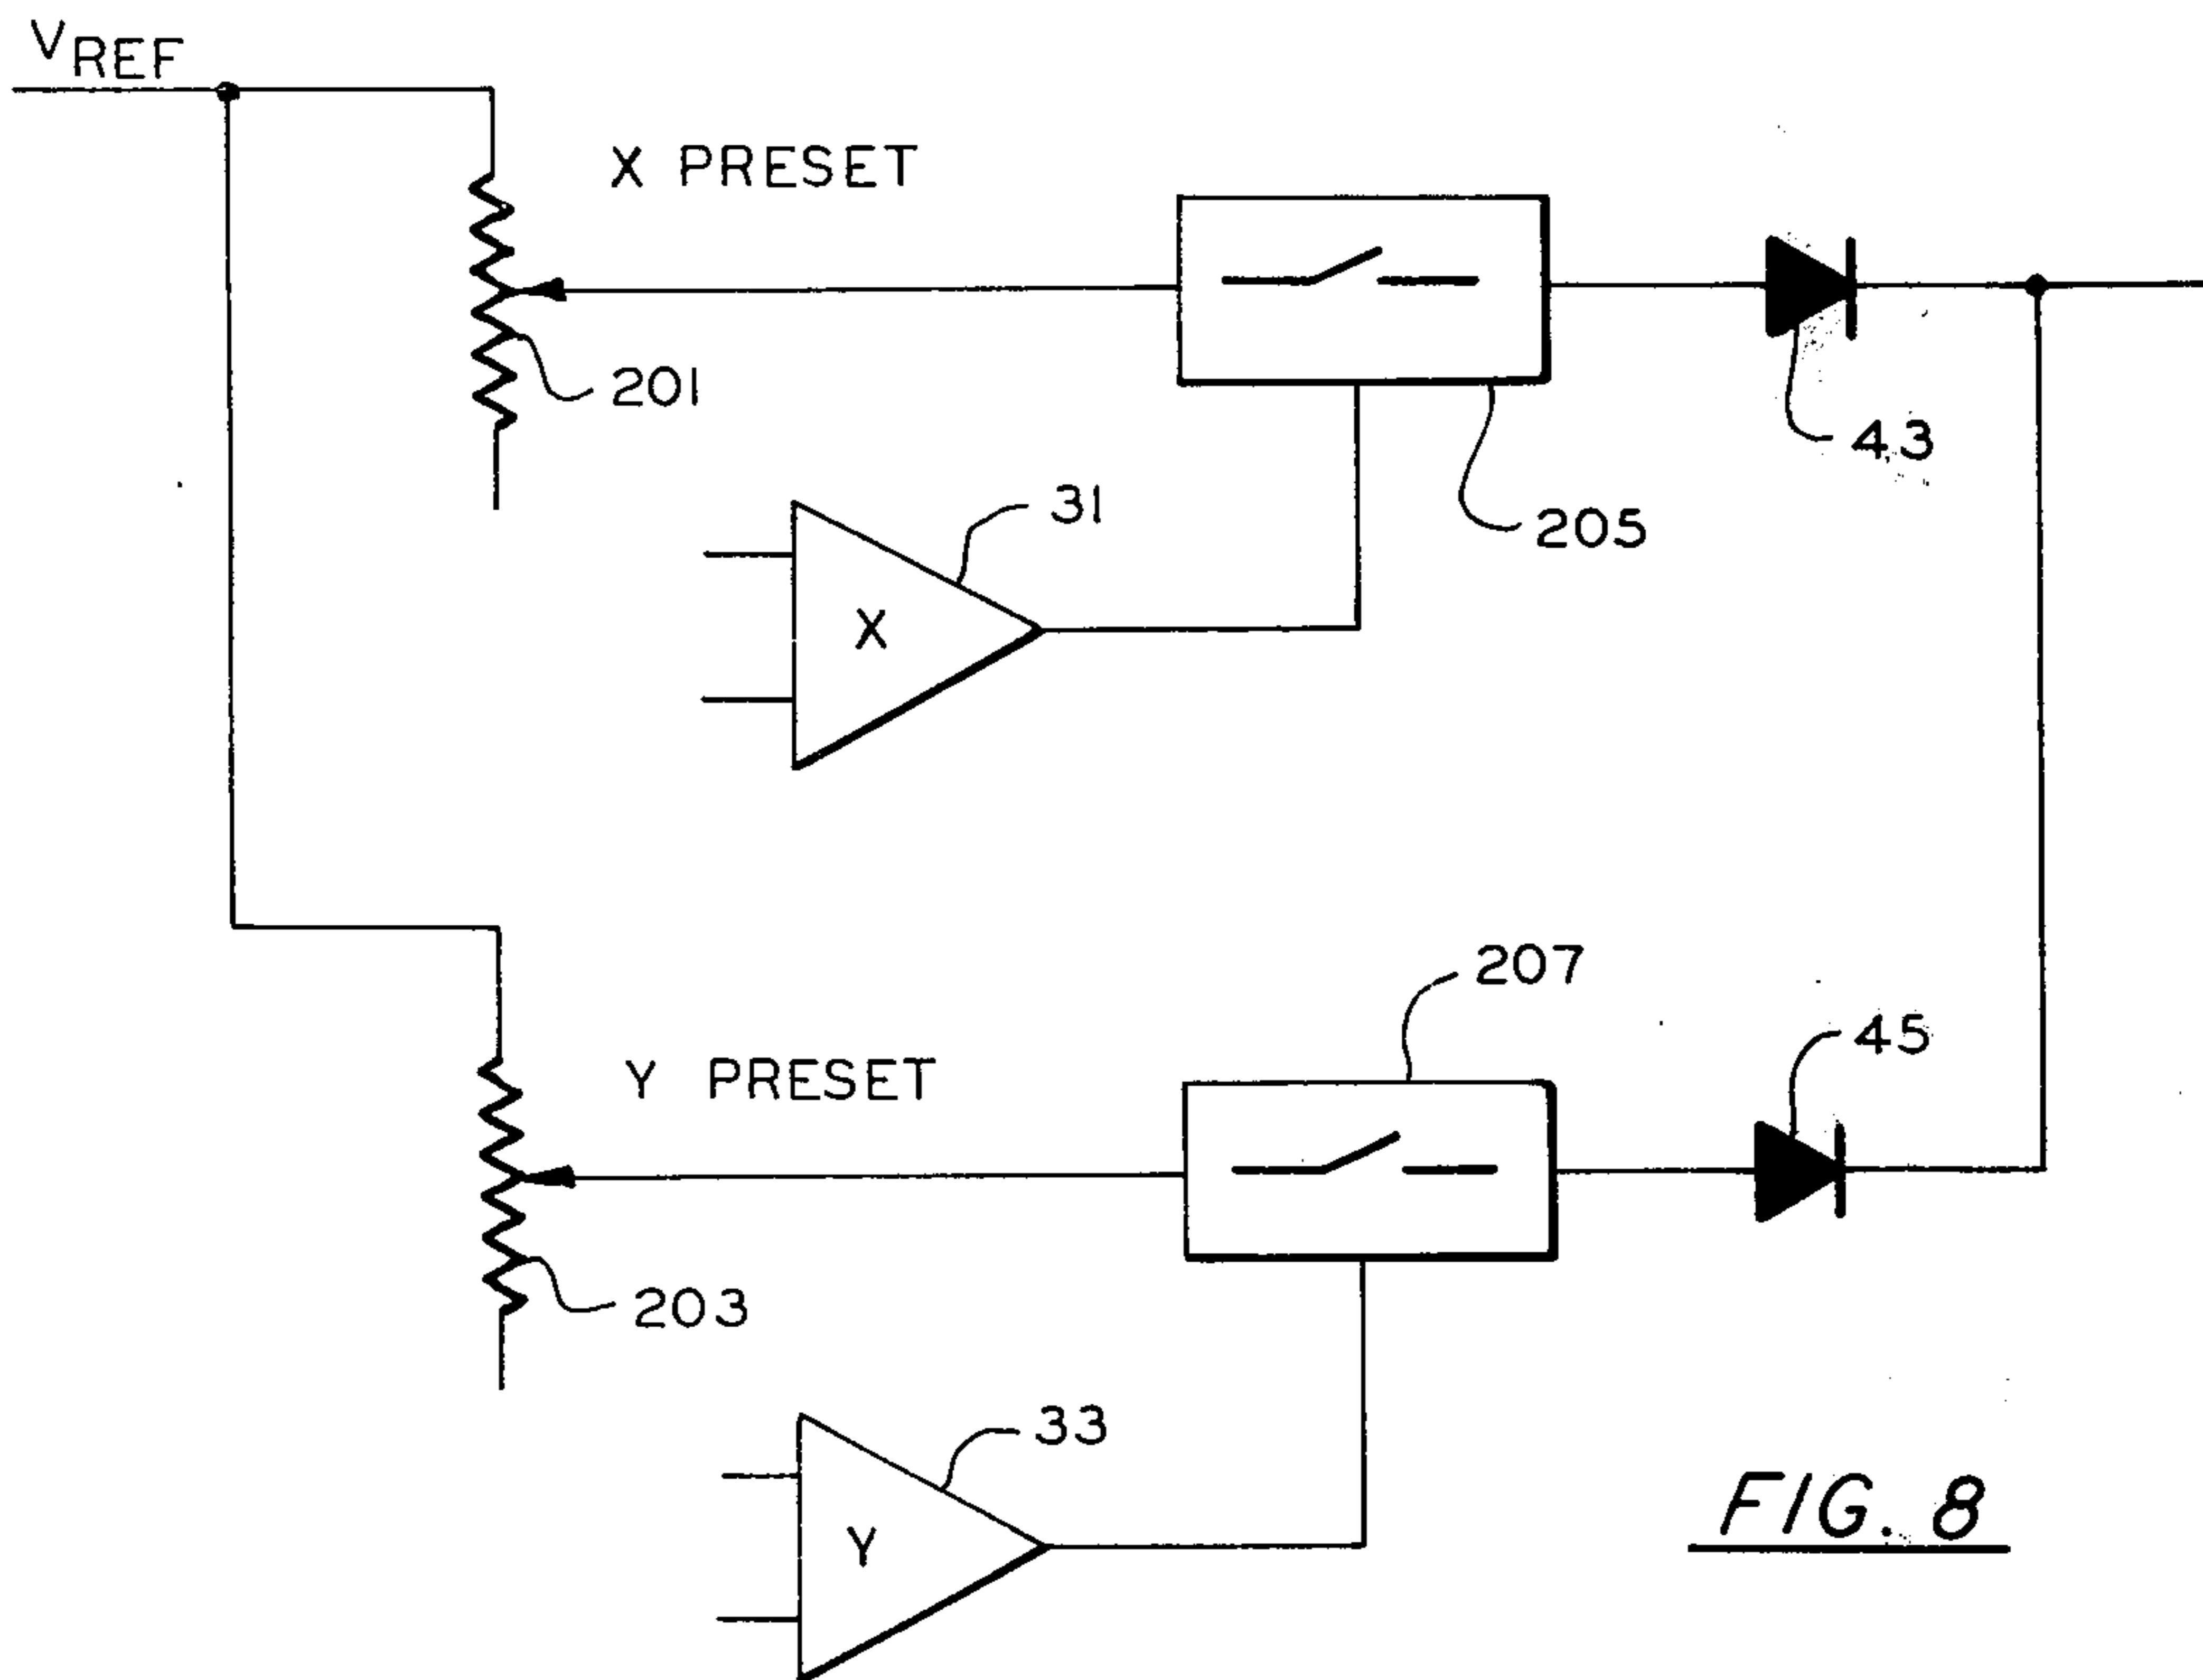 VREF
X PRESET
201
43
31
205
X
207
45
Y PRESET
203
33
Y
FIG. 8